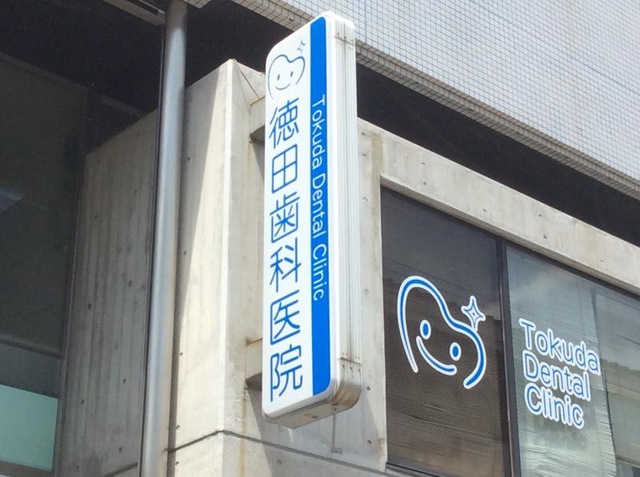 徳田歯科医院
Tokuda Dental Clinic
Tokuda
Dental
Clinic